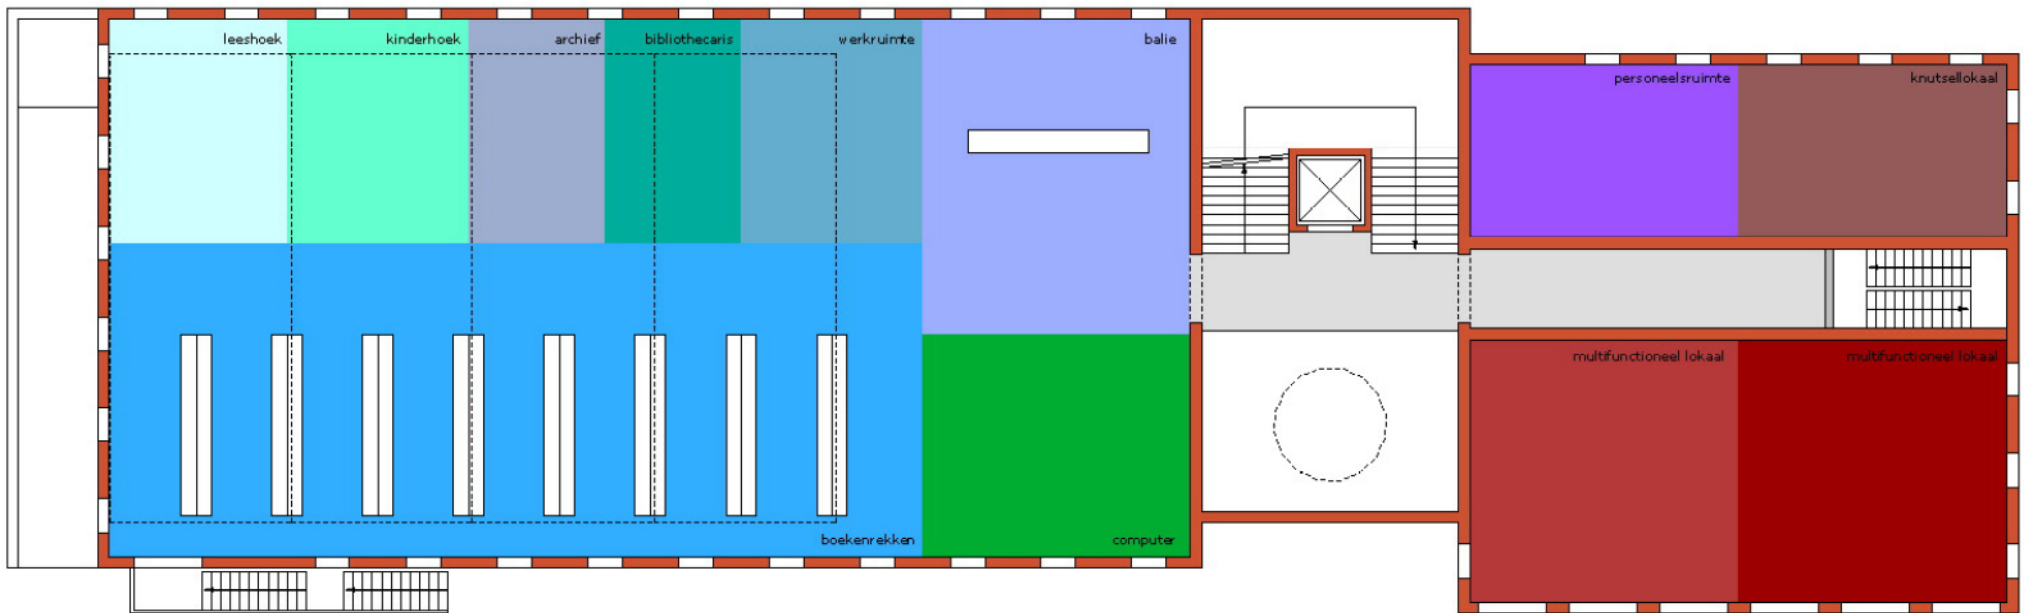 leeshoek
kinderhoek
archief
bibliothecaris
werkruimte
balie
personeelsruimte
knutsellokaal
multifunctioneel lokaal
multifunctioneel lokaal
boekenrekken
computer